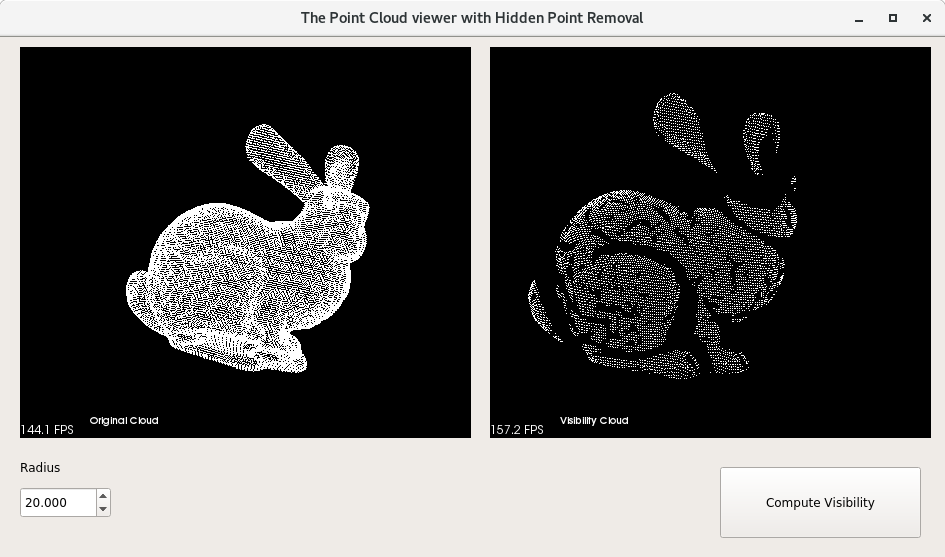 The Point Cloud viewer with Hidden Point Removal
Original Cloud
144.1 FPS
Visibility Cloud
157.2 FPS
Radius
20.000
Compute Visibility